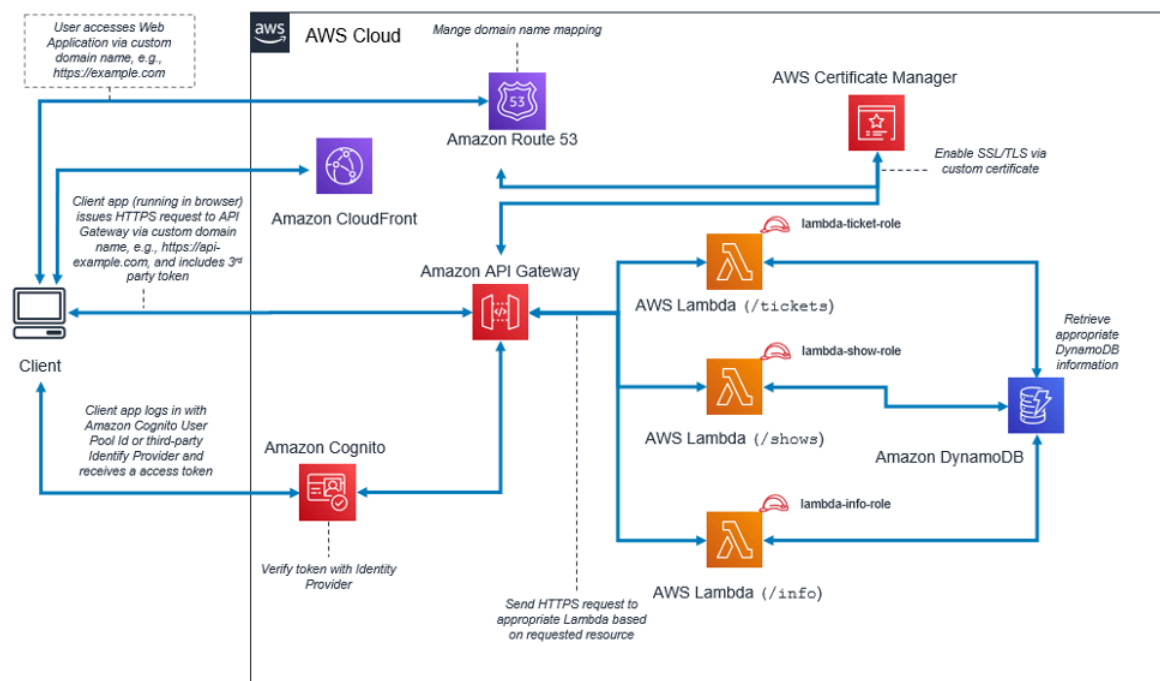 User accesses Web
Application via custom
domain name, e.g.,
https://example.com
aws
AWS Cloud
Mange domain name mapping
53
Amazon Route 53
AWS Certificate Manager
Enable SSL/TLS via
custom certificate
Amazon CloudFront
Client app (running in browser)
issues HTTPS request to API
Gateway via custom domain
name, e.g., https://api-
example.com, and includes 3rd
party token
Amazon API Gateway
lambda-ticket-role
AWS Lambda (/tickets)
Client
lambda-show-role
AWS Lambda (/shows)
Retrieve
appropriate
DynamoDB
information
Amazon DynamoDB
Client app logs in with
Amazon Cognito User
Pool Id or third-party
Identify Provider and
receives a access token
Amazon Cognito
Verify token with Identity
Provider
lambda-info-role
AWS Lambda (/info)
Send HTTPS request to
appropriate Lambda based
on requested resource